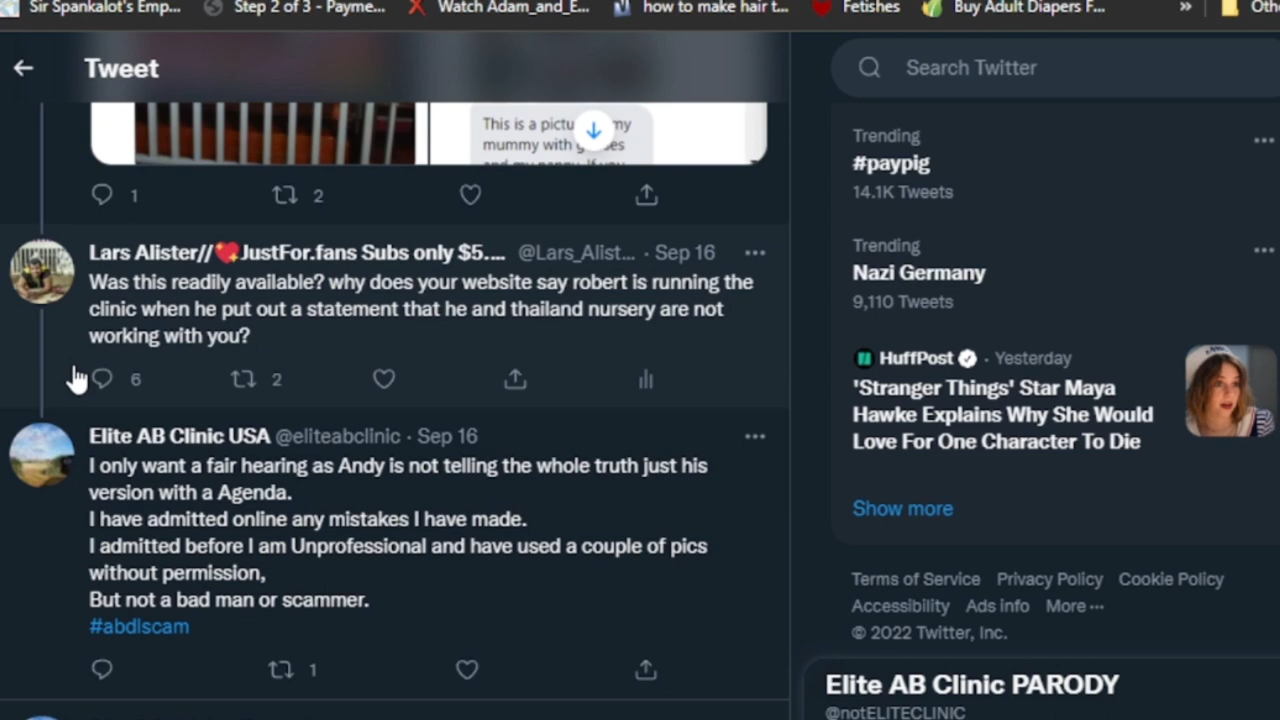 Sir Spankalot's Emp...
Step 2 of 3 - Payme...
Watch Adam_and_E...
how to make hair t...
Fetishes
Buy Adult Diapers F...
»
Tweet
Search Twitter
This is a my
mummy with
1
2
Lars Alister//💖JustFor.fans Subs only $5.... @Lars_Alist... · Sep 16
Was this readily available? why does your website say robert is running the
clinic when he put out a statement that he and thailand nursery are not
working with you?
6
2
Elite AB Clinic USA @eliteabclinic · Sep 16
I only want a fair hearing as Andy is not telling the whole truth just his
version with a Agenda.
I have admitted online any mistakes I have made.
I admitted before I am Unprofessional and have used a couple of pics
without permission,
But not a bad man or scammer.
#abdlscam
1
Trending
#paypig
14.1K Tweets
Trending
Nazi Germany
9,110 Tweets
HuffPost · Yesterday
'Stranger Things' Star Maya
Hawke Explains Why She Would
Love For One Character To Die
Show more
Terms of Service Privacy Policy Cookie Policy
Accessibility Ads info More ···
© 2022 Twitter, Inc.
Elite AB Clinic PARODY
@notELITECLINIC